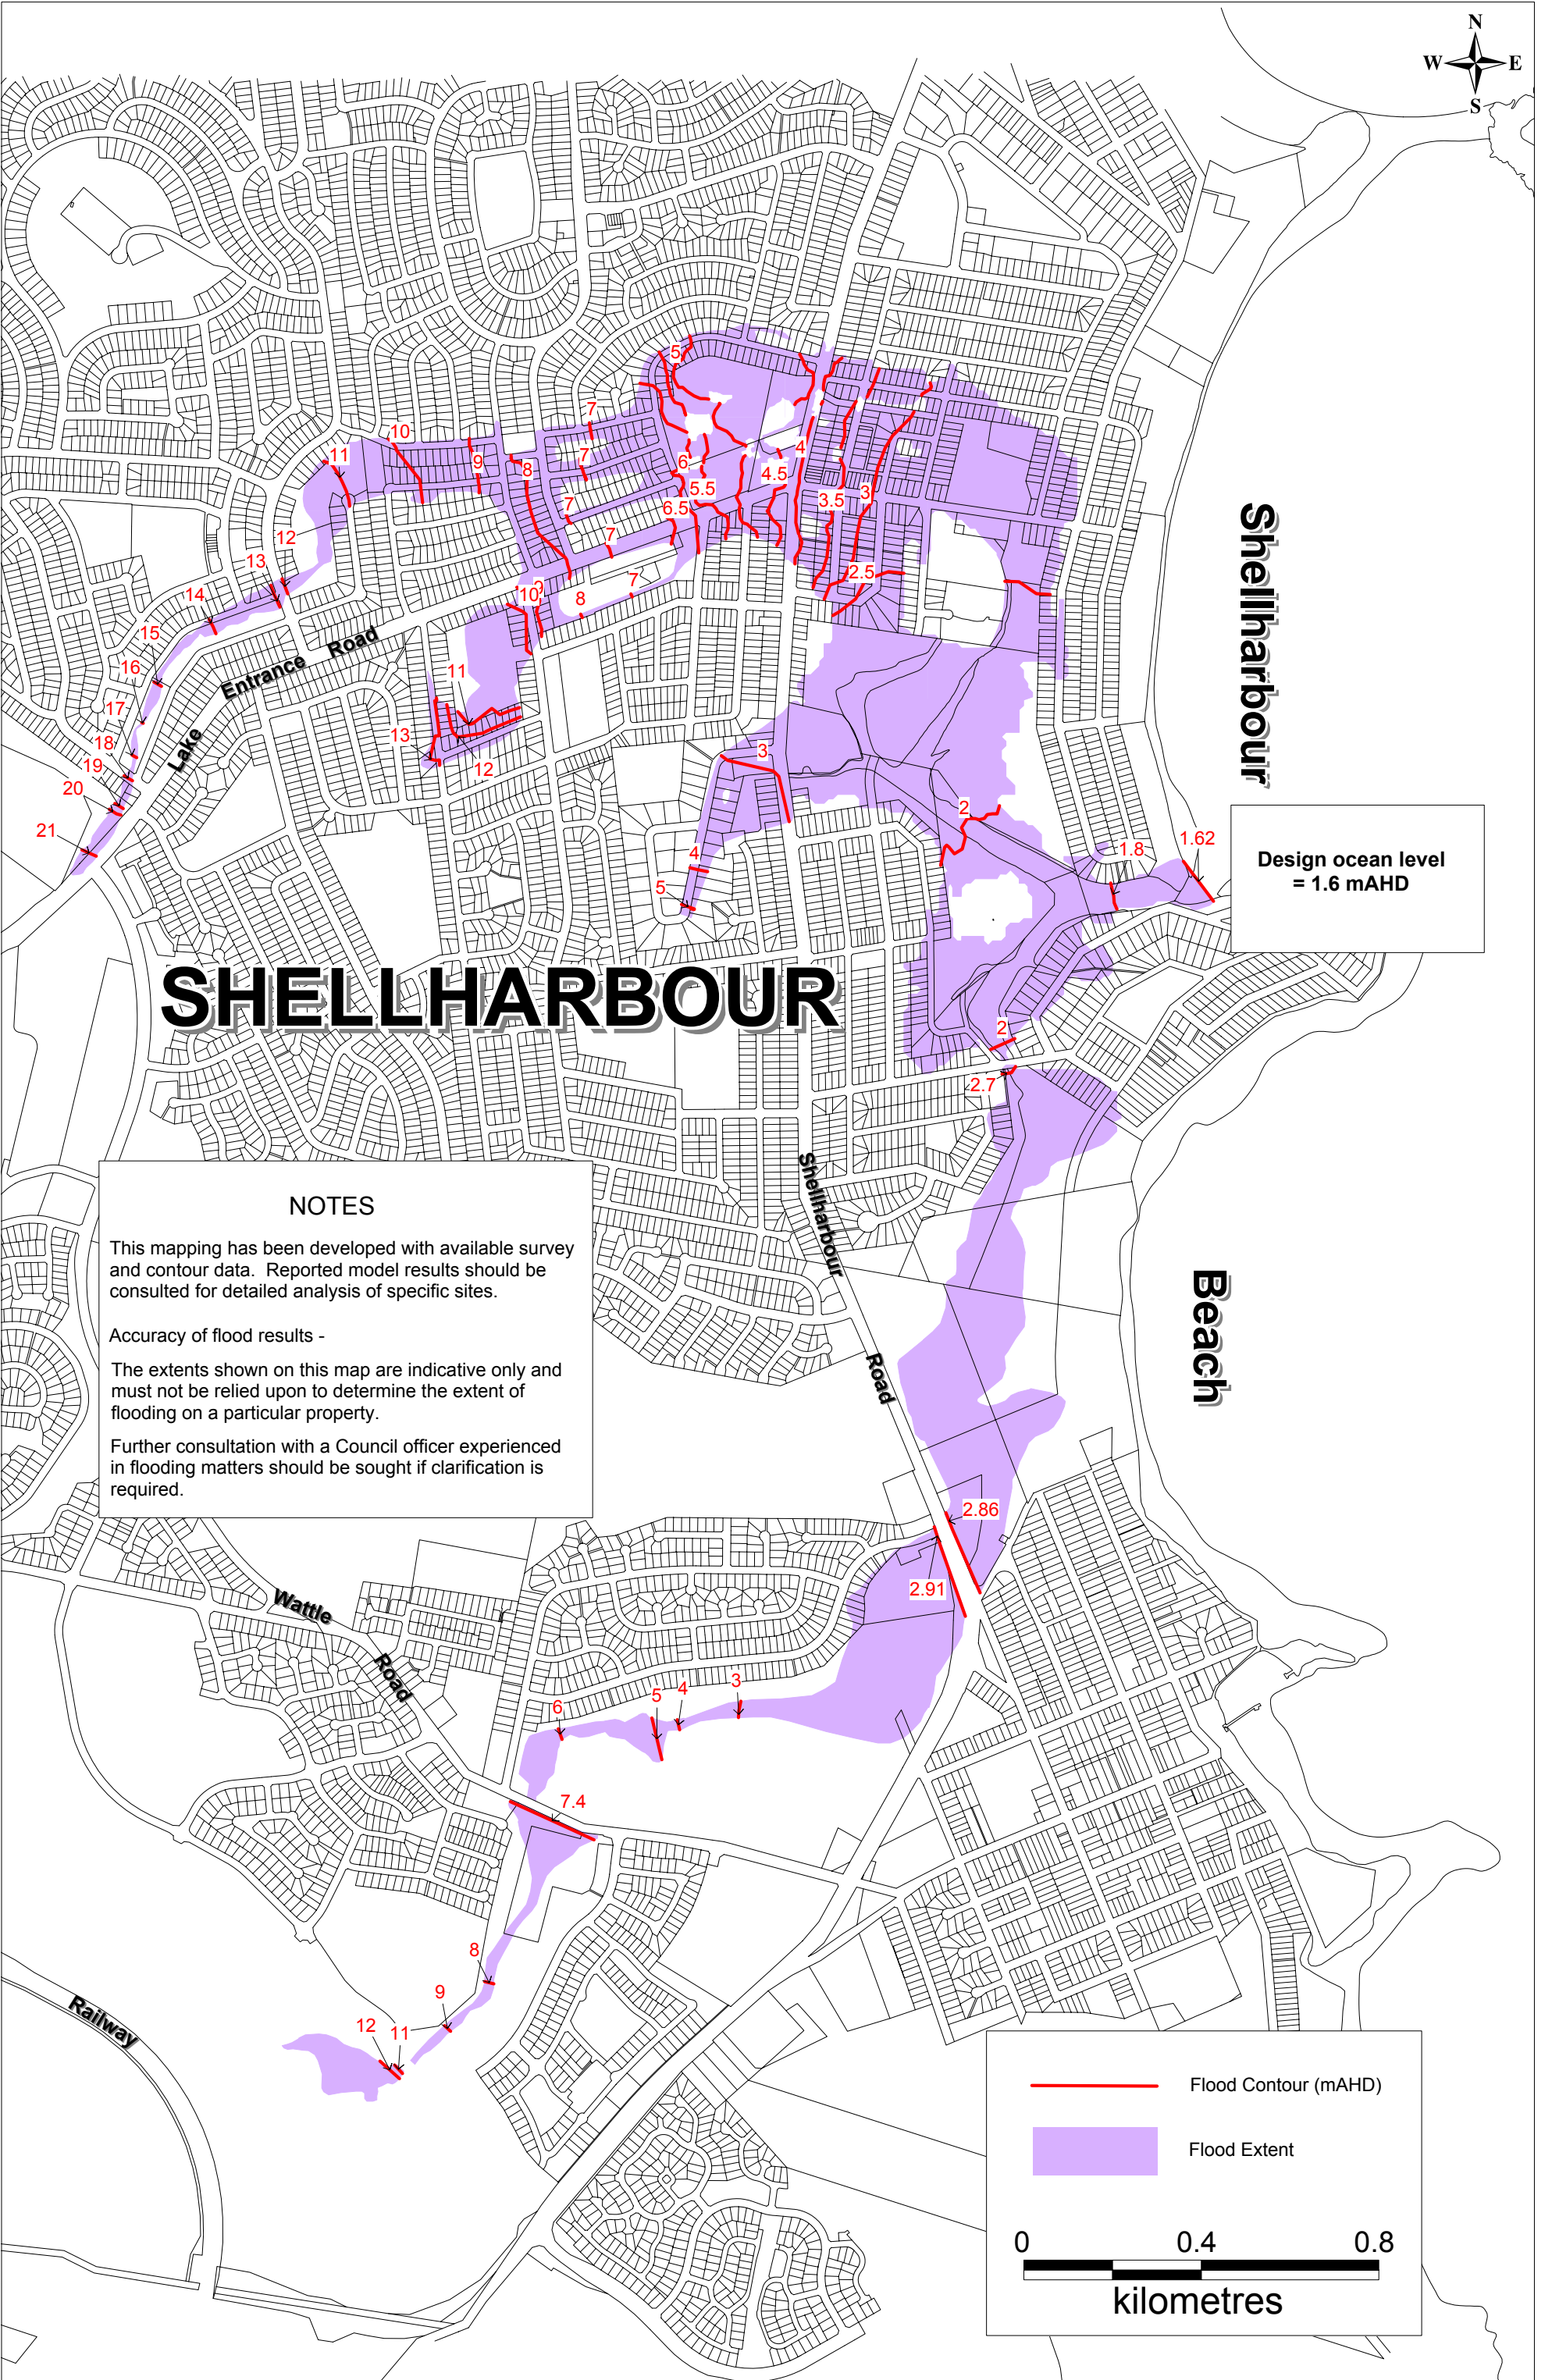 N
W E
S
5
7
10
11
9
8
7
6
4
5.5
4.5
3.5
3
7
6.5
7
12
13
14
2.5
9
10
8
7
15
16
11
17
Entrance Road
Lake
18
13
12
19
20
3
21
2
4
5
1.8
1.62
Shellharbour
Design ocean level
= 1.6 mAHD
SHELLHARBOUR
2
2.7
NOTES
This mapping has been developed with available survey
and contour data. Reported model results should be
consulted for detailed analysis of specific sites.
Accuracy of flood results -
The extents shown on this map are indicative only and
must not be relied upon to determine the extent of
flooding on a particular property.
Further consultation with a Council officer experienced
in flooding matters should be sought if clarification is
required.
Shellharbour
Road
Beach
2.86
2.91
Wattle
Road
6
5
4
3
7.4
8
9
12
11
Railway
Flood Contour (mAHD)
Flood Extent
0 0.4 0.8
kilometres